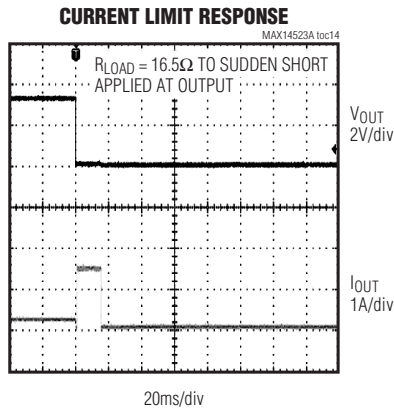 CURRENT LIMIT RESPONSE
MAX14523A toc14
T
RLOAD = 16.5Ω TO SUDDEN SHORT
APPLIED AT OUTPUT
VOUT
2V/div
IOUT
1A/div
20ms/div